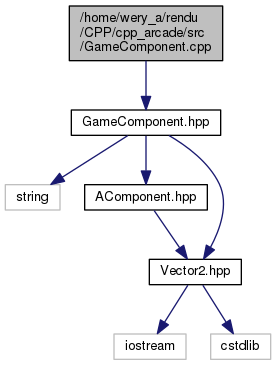 /home/wery_a/rendu
/CPP/cpp_arcade/src
/GameComponent.cpp
GameComponent.hpp
string
AComponent.hpp
Vector2.hpp
iostream
cstdlib